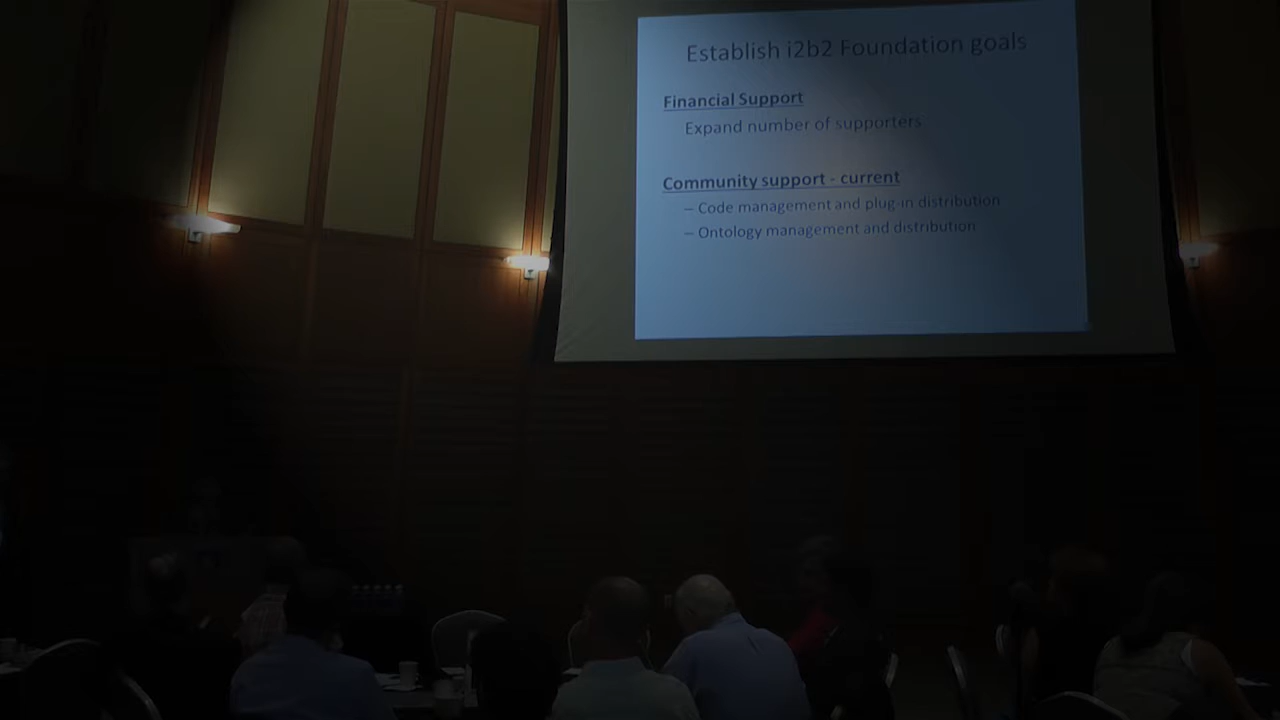 Establish i2b2 Foundation goals
Financial Support
Expand number of supporters
Community support - current
– Code management and plug-in distribution
– Ontology management and distribution